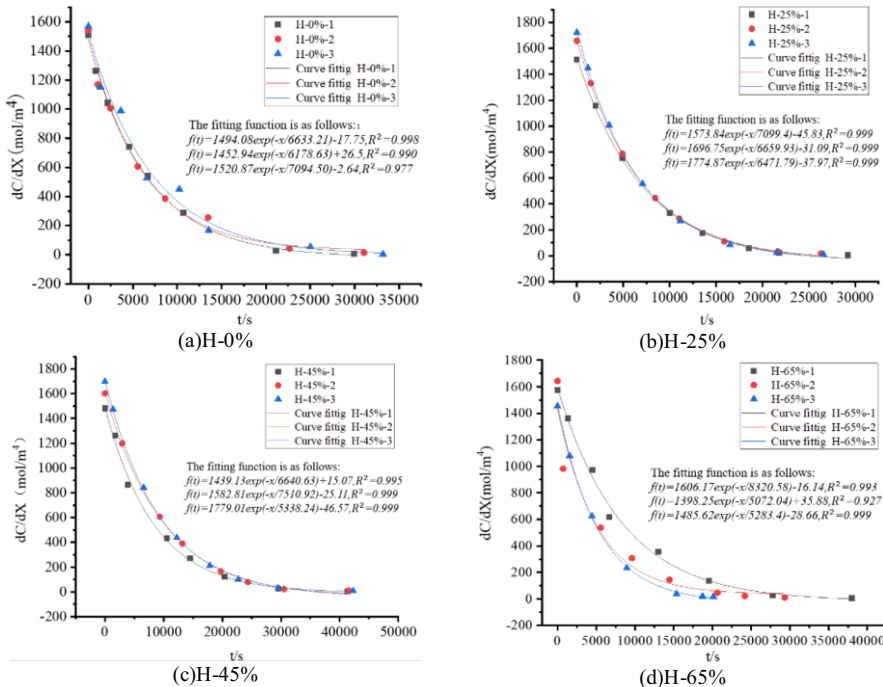 H-0%-1
H-0%-2
H-0%-3
Curve fittig H-0%-1
Curve fittig H-0%-2
Curve fittig H-0%-3
The fitting function is as follows::
f(t)=1494.08exp(-x/6633.21)-17.75,R²=0.998
f(t)=1452.94exp(-x/6178.63)+26.5,R²=0.990
f(t)=1520.87exp(-x/7094.50)-2.64,R²=0.977
dC/dX (mol/m⁴)
1600
1400
1200
1000
800
600
400
200
0
-200
0
5000
10000
15000
20000
25000
30000
35000
t/s
(a)H-0%
H-25%-1
H-25%-2
H-25%-3
Curve fittig H-25%-1
Curve fittig H-25%-2
Curve fittig H-25%-3
The fitting function is as follows:
f(t)=1573.84exp(-x/7099.4)-45.83,R²=0.999
f(t)=1696.75exp(-x/6659.93)-31.09,R²=0.999
f(t)=1774.87exp(-x/6471.79)-37.97,R²=0.999
dC/dX(mol/m⁴)
1800
1600
1400
1200
1000
800
600
400
200
0
-200
0
5000
10000
15000
20000
25000
30000
t/s
(b)H-25%
H-45%-1
H-45%-2
H-45%-3
Curve fittig H-45%-1
Curve fittig H-45%-2
Curve fittig H-45%-3
The fitting function is as follows:
f(t)=1439.13exp(-x/6640.63)+15.07,R²=0.995
f(t)=1582.81exp(-x/7510.92)-25.11,R²=0.999
f(t)=1779.01exp(-x/5338.24)-46.57,R²=0.999
dC/dX (mol/m⁴)
1800
1600
1400
1200
1000
800
600
400
200
0
-200
0
10000
20000
30000
40000
50000
t/s
(c)H-45%
H-65%-1
H-65%-2
H-65%-3
Curve fittig H-65%-1
Curve fittig H-65%-2
Curve fittig H-65%-3
The fitting function is as follows:
f(t)=1606.17exp(-x/8320.58)-16.14,R²=0.993
f(t)=1398.25exp(-x/5072.04)+35.88,R²=0.927
f(t)=1485.62exp(-x/5283.4)-28.66,R²=0.999
dC/dX(mol/m⁴)
1800
1600
1400
1200
1000
800
600
400
200
0
-200
0
5000
10000
15000
20000
25000
30000
35000
40000
t/s
(d)H-65%